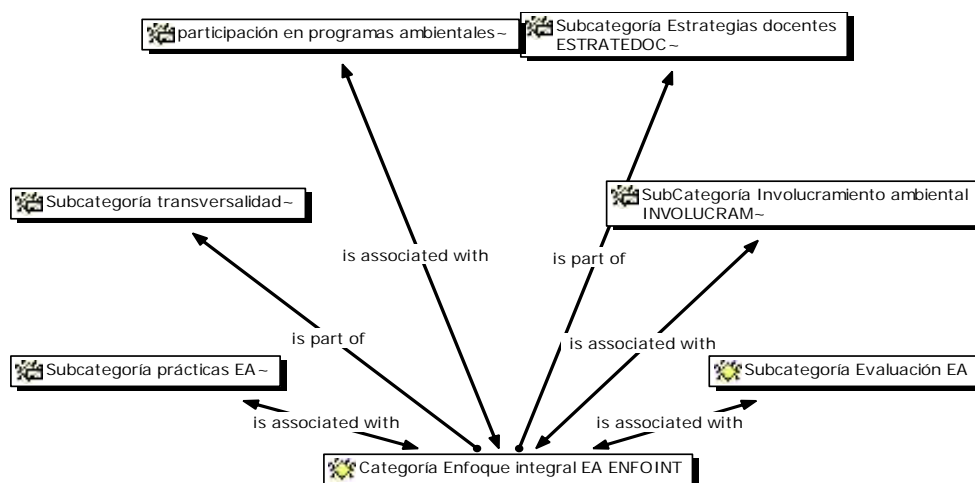 participación en programas ambientales~
Subcategoría Estrategias docentes
ESTRATEDOC~
Subcategoría transversalidad~
SubCategoría Involucramiento ambiental
INVOLUCRAM~
is associated with
is part of
is part of
is associated with
Subcategoría prácticas EA~
Subcategoría Evaluación EA
is associated with
is associated with
Categoría Enfoque integral EA ENFOINT